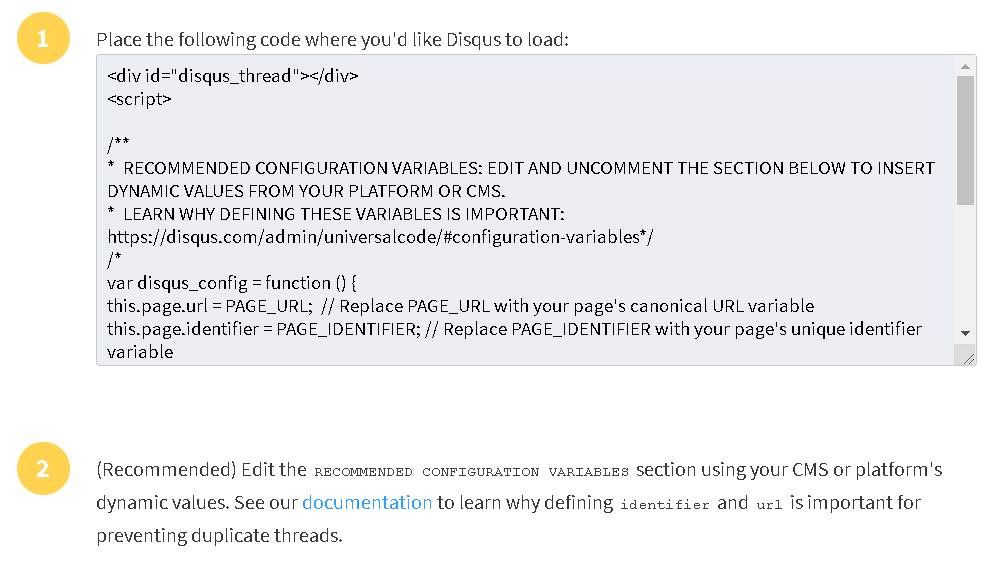 1
Place the following code where you'd like Disqus to load:
<div id="disqus_thread"></div>
<script>
/**
*  RECOMMENDED CONFIGURATION VARIABLES: EDIT AND UNCOMMENT THE SECTION BELOW TO INSERT
DYNAMIC VALUES FROM YOUR PLATFORM OR CMS.
*  LEARN WHY DEFINING THESE VARIABLES IS IMPORTANT:
https://disqus.com/admin/universalcode/#configuration-variables*/
/*
var disqus_config = function () {
this.page.url = PAGE_URL;  // Replace PAGE_URL with your page's canonical URL variable
this.page.identifier = PAGE_IDENTIFIER; // Replace PAGE_IDENTIFIER with your page's unique identifier
variable
2
(Recommended) Edit the RECOMMENDED CONFIGURATION VARIABLES section using your CMS or platform's
dynamic values. See our documentation to learn why defining identifier and url is important for
preventing duplicate threads.